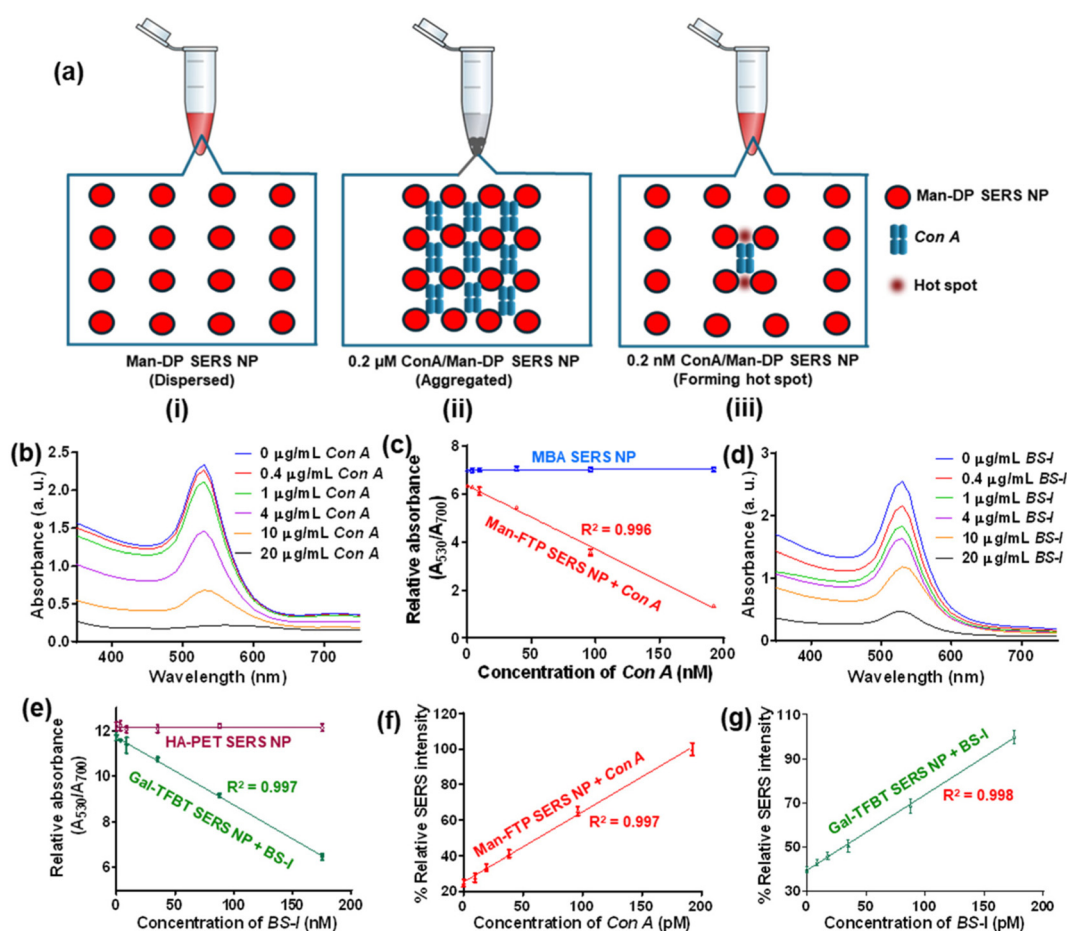 (a)
Man-DP SERS NP
Con A
Hot spot
Man-DP SERS NP
(Dispersed)
(i)
0.2 µM ConA/Man-DP SERS NP
(Aggregated)
(ii)
0.2 nM ConA/Man-DP SERS NP
(Forming hot spot)
(iii)
(b)
2.5
2.0
1.5
1.0
0.5
0.0
Absorbance (a. u.)
400 500 600 700
Wavelength (nm)
0 µg/mL Con A
0.4 µg/mL Con A
1 µg/mL Con A
4 µg/mL Con A
10 µg/mL Con A
20 µg/mL Con A
(c)
8
6
4
2
0
Relative absorbance
(A530/A700)
MBA SERS NP
R² = 0.996
Man-FTP SERS NP + Con A
0 50 100 150 200
Concentration of Con A (nM)
(d)
3
2
1
0
Absorbance (a. u.)
400 500 600 700
Wavelength (nm)
0 µg/mL BS-I
0.4 µg/mL BS-I
1 µg/mL BS-I
4 µg/mL BS-I
10 µg/mL BS-I
20 µg/mL BS-I
(e)
12
10
8
6
Relative absorbance
(A530/A700)
HA-PET SERS NP
R² = 0.997
Gal-TFBT SERS NP + BS-I
0 50 100 150 200
Concentration of BS-I (nM)
(f)
120
100
80
60
40
20
% Relative SERS intensity
Man-FTP SERS NP + Con A
R² = 0.997
0 50 100 150 200
Concentration of Con A (pM)
(g)
110
90
70
50
30
% Relative SERS intensity
Gal-TFBT SERS NP + BS-I
R² = 0.998
0 50 100 150 200
Concentration of BS-I (pM)